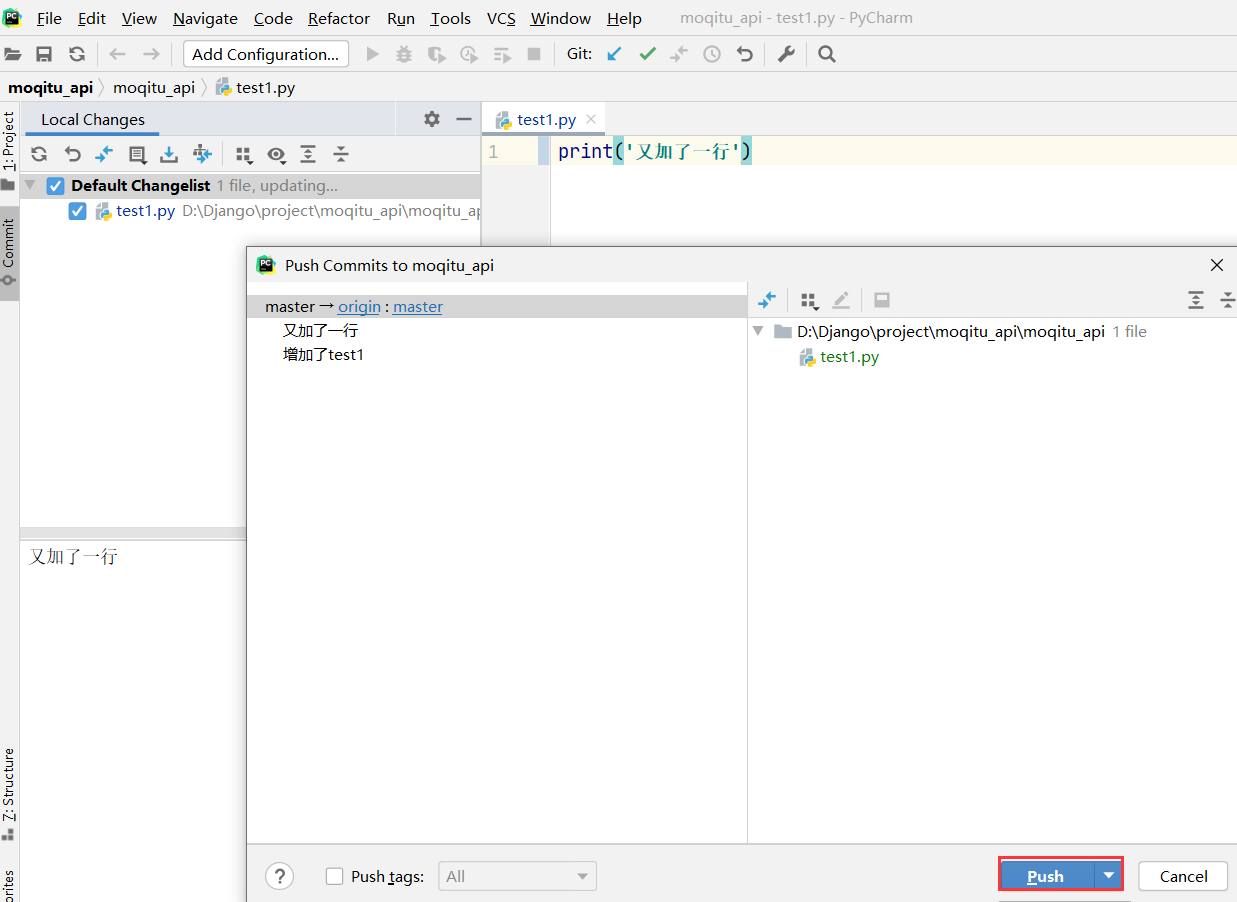 File Edit View Navigate Code Refactor Run Tools VCS Window Help moqitu_api - test1.py - PyCharm
Add Configuration... Git:
moqitu_api moqitu_api test1.py
1: Project
Commit
7: Structure
Local Changes
Default Changelist 1 file, updating...
test1.py D:\Django\project\moqitu_api\moqitu_ap
test1.py
1 print('又加了一行')
又加了一行
Push Commits to moqitu_api
master → origin : master
又加了一行
增加了test1
D:\Django\project\moqitu_api\moqitu_api 1 file
test1.py
? Push tags: All Push Cancel